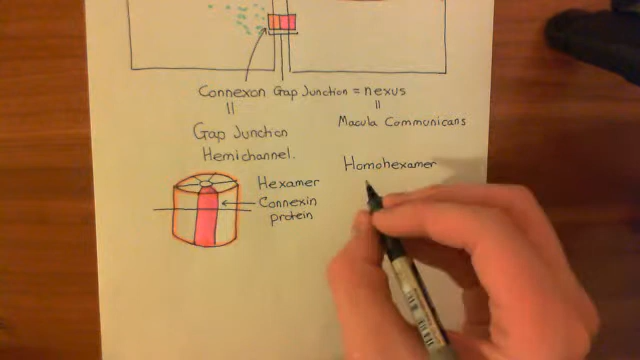 Connexon Gap Junction = nexus
=
Gap Junction
Hemichannel.
=
Macula Communicans
Homohexamer
Hexamer
Connexin
protein